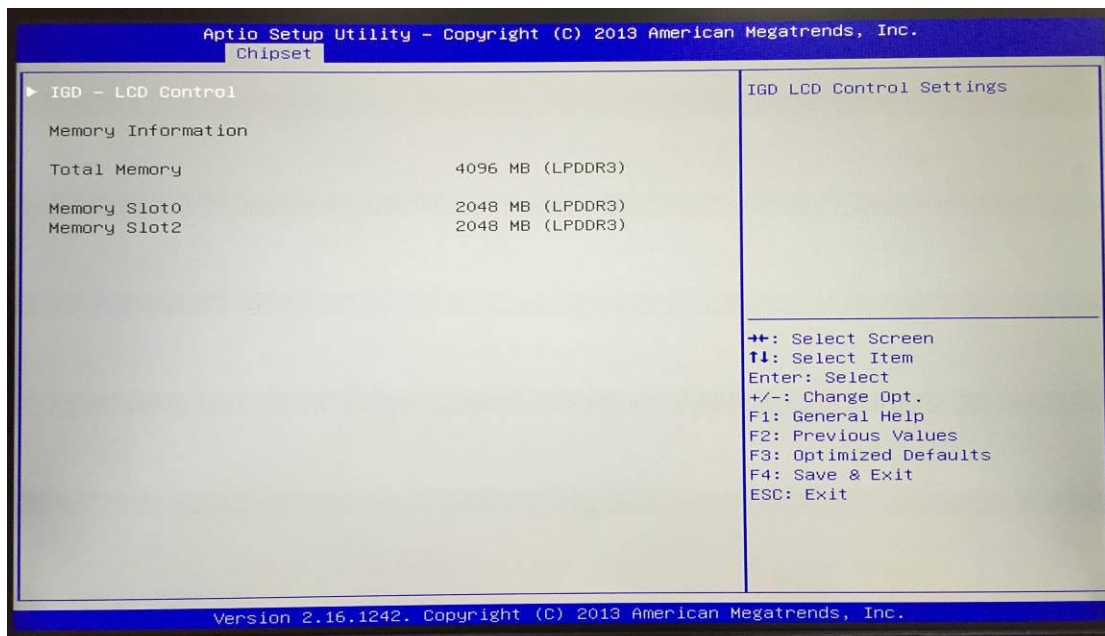 Aptio Setup Utility – Copyright (C) 2013 American Megatrends, Inc.
Chipset
► IGD – LCD Control
Memory Information
Total Memory 4096 MB (LPDDR3)
Memory Slot0 2048 MB (LPDDR3)
Memory Slot2 2048 MB (LPDDR3)
IGD LCD Control Settings
→←: Select Screen
↑↓: Select Item
Enter: Select
+/-: Change Opt.
F1: General Help
F2: Previous Values
F3: Optimized Defaults
F4: Save & Exit
ESC: Exit
Version 2.16.1242. Copyright (C) 2013 American Megatrends, Inc.